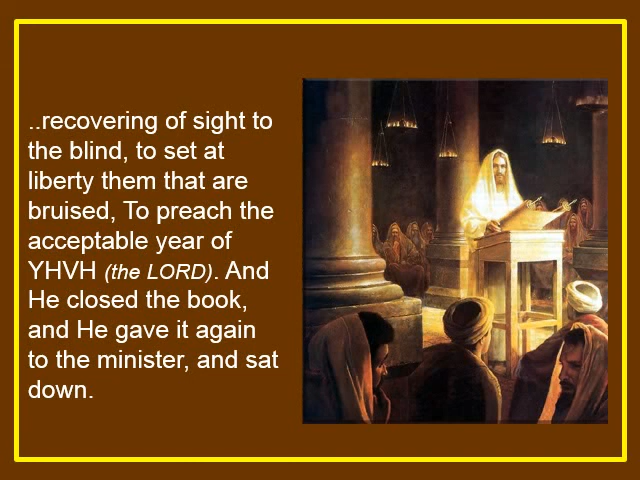 ..recovering of sight to
the blind, to set at
liberty them that are
bruised, To preach the
acceptable year of
YHVH (the LORD). And
He closed the book,
and He gave it again
to the minister, and sat
down.